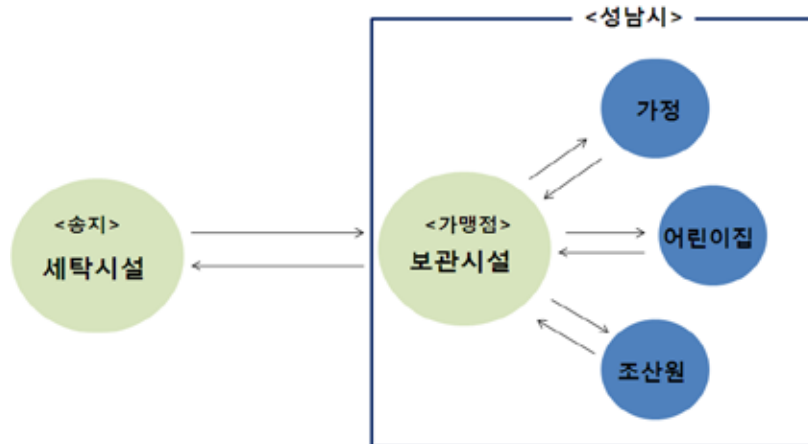 <성남시>
가정
<송지>
세탁시설
<가맹점>
보관시설
어린이집
조산원